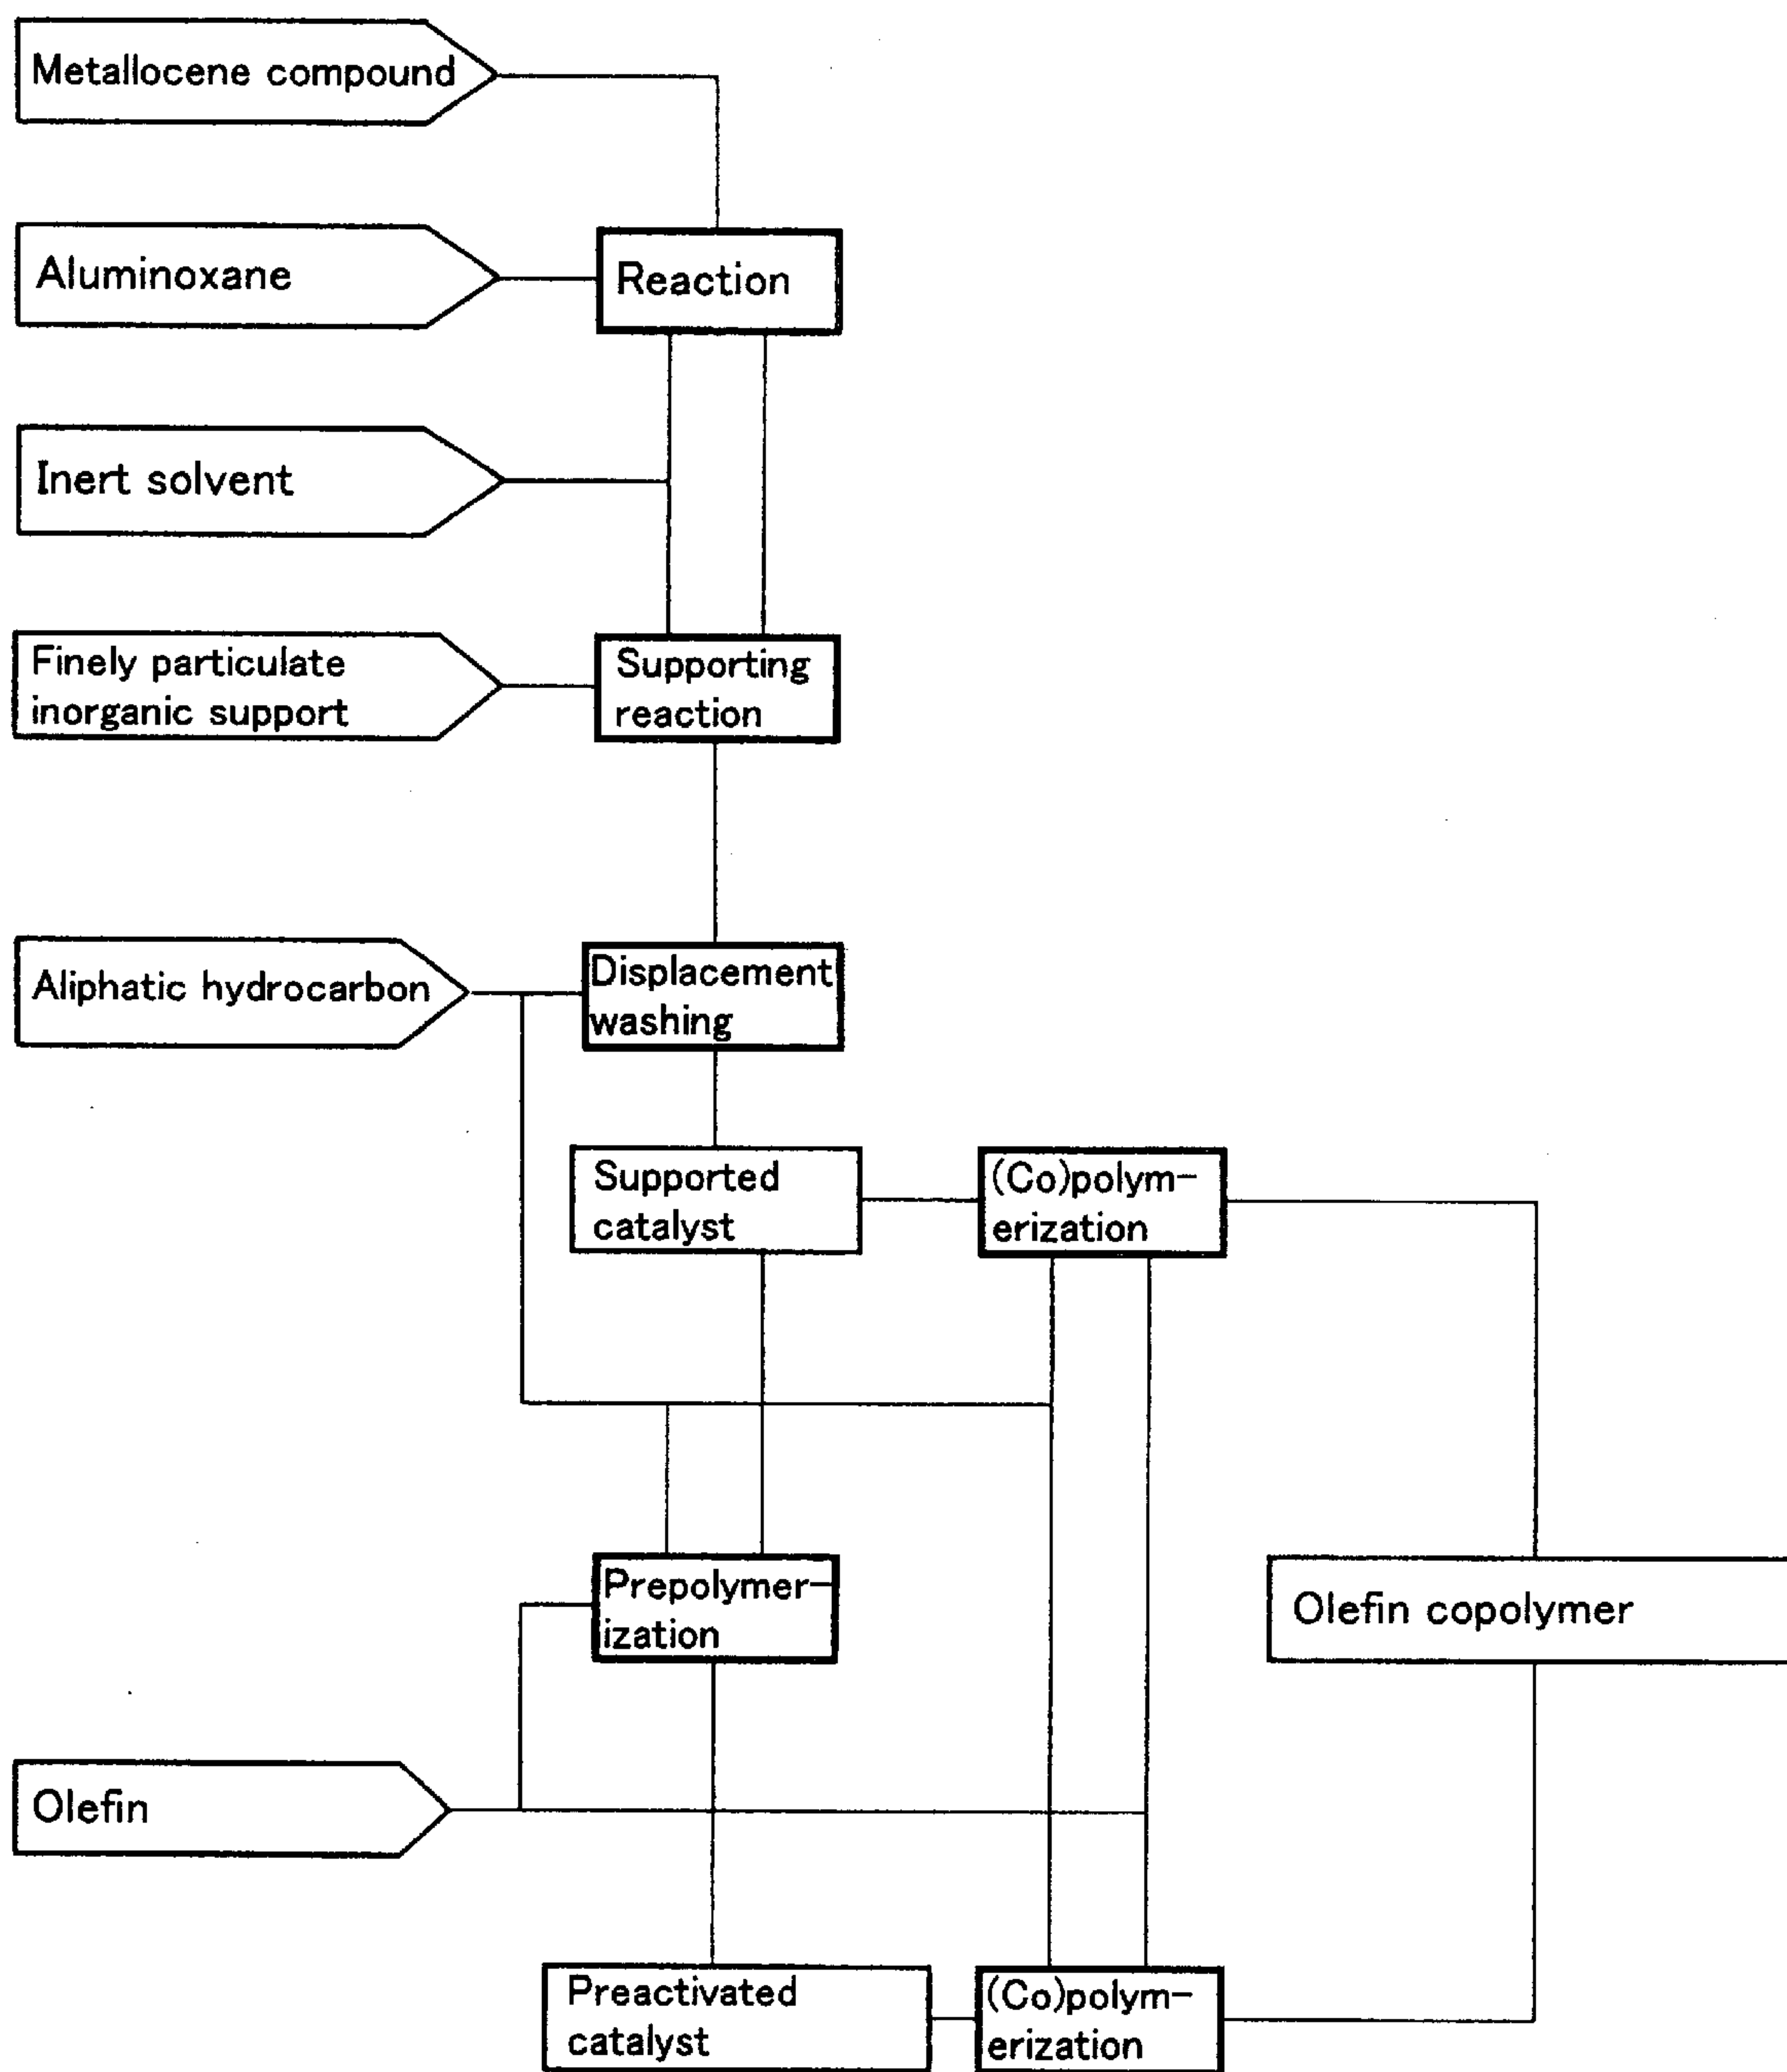 Metallocene compound
Aluminoxane
Reaction
Inert solvent
Finely particulate
inorganic support
Supporting
reaction
Aliphatic hydrocarbon
Displacement
washing
Supported
catalyst
(Co)polym-
erization
Prepolymer-
ization
Olefin copolymer
Olefin
Preactivated
catalyst
(Co)polym-
erization